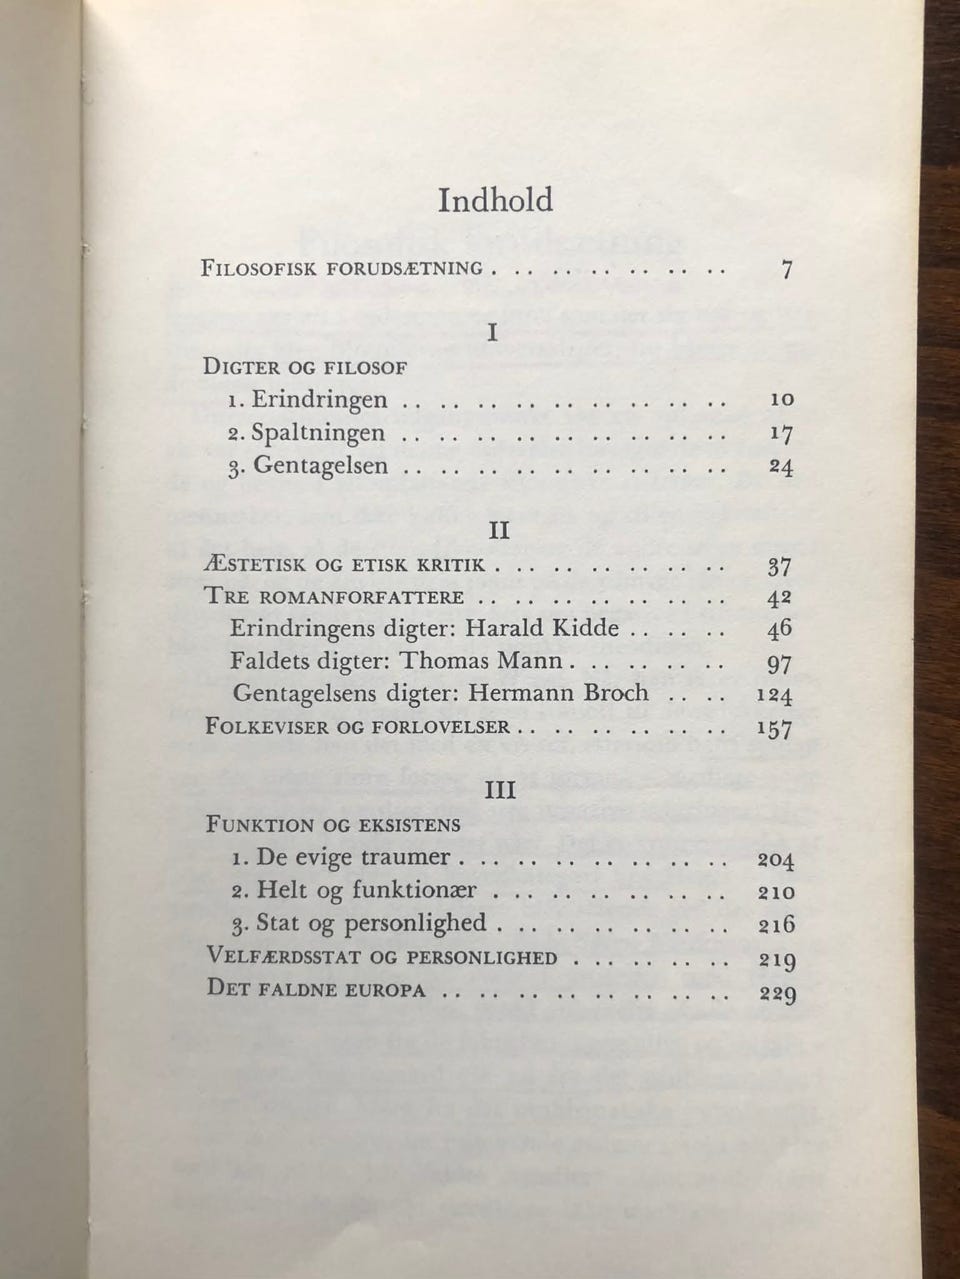 Indhold
FILOSOFISK FORUDSÆTNING . . . . . . . . . . . . 7
I
DIGTER OG FILOSOF
1. Erindringen . . . . . . . . . . . . . . . . . 10
2. Spaltningen . . . . . . . . . . . . . . . . . 17
3. Gentagelsen . . . . . . . . . . . . . . . . . 24
II
ÆSTETISK OG ETISK KRITIK . . . . . . . . . . . . 37
TRE ROMANFORFATTERE . . . . . . . . . . . . . 42
Erindringens digter: Harald Kidde . . . . . . 46
Faldets digter: Thomas Mann . . . . . . . . . 97
Gentagelsens digter: Hermann Broch . . . . 124
FOLKEVISER OG FORLOVELSER . . . . . . . . . . . 157
III
FUNKTION OG EKSISTENS
1. De evige traumer . . . . . . . . . . . . . . 204
2. Helt og funktionær . . . . . . . . . . . . 210
3. Stat og personlighed . . . . . . . . . . . . 216
VELFÆRDSSTAT OG PERSONLIGHED . . . . . . . . 219
DET FALDNE EUROPA . . . . . . . . . . . . . . . 229